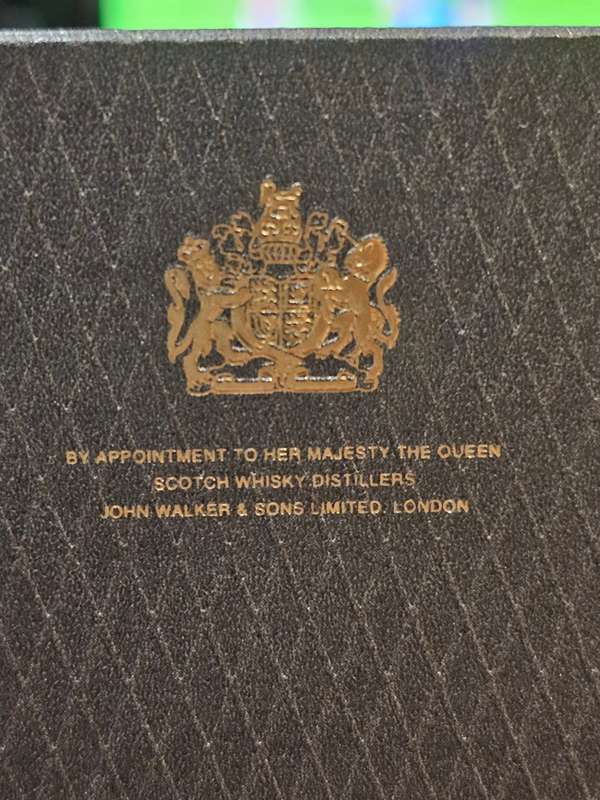 BY APPOINTMENT TO HER MAJESTY THE QUEEN
SCOTCH WHISKY DISTILLERS
JOHN WALKER & SONS LIMITED, LONDON